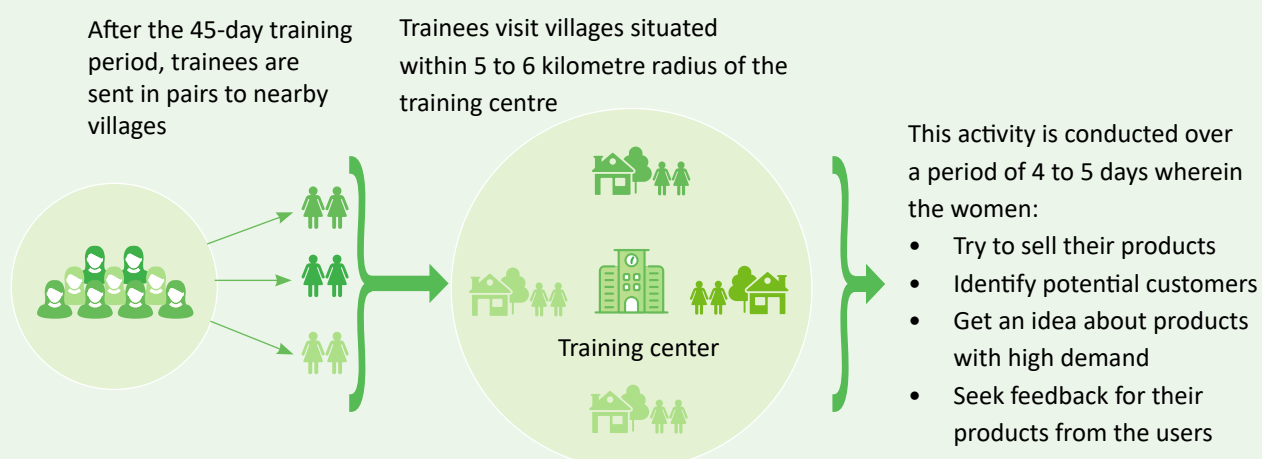 After the 45-day training
period, trainees are
sent in pairs to nearby
villages
Trainees visit villages situated
within 5 to 6 kilometre radius of the
training centre
Training center
This activity is conducted over
a period of 4 to 5 days wherein
the women:
• Try to sell their products
• Identify potential customers
• Get an idea about products
with high demand
• Seek feedback for their
products from the users